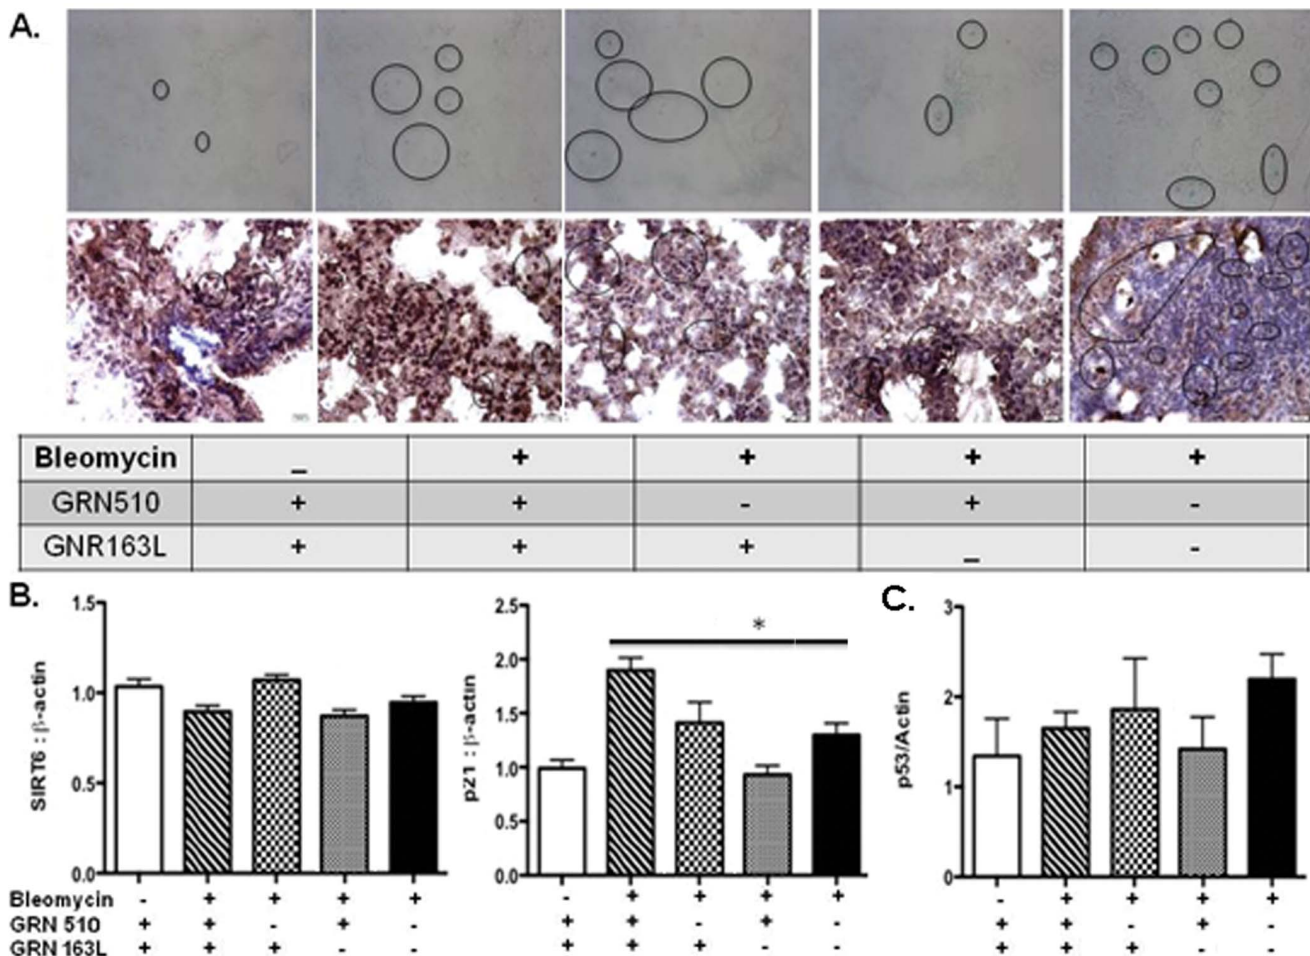 A.
Bleomycin – + + + +
GRN510 + + - + -
GNR163L + + + – -
B.
C.
1.5
1.0
0.5
0.0
SIRT6 : β-actin
2.5
2.0
1.5
1.0
0.5
0.0
p21 : β-actin
*
3
2
1
0
p53/Actin
Bleomycin - + + + + - + + + + - + + + +
GRN 510 + + - + - + + - + - + + - + -
GRN 163L + + + - - + + + - - + + + - -